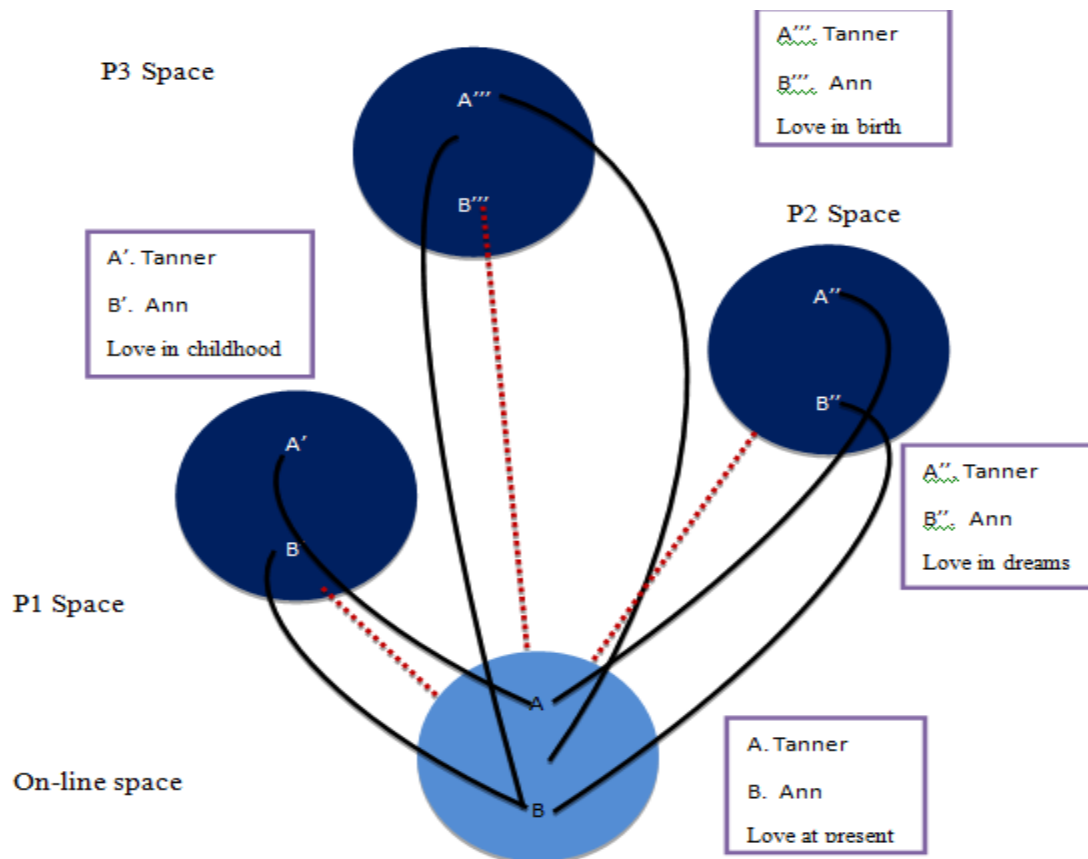 A’’’. Tanner
P3 Space
B’’’. Ann
A’’’
Love in birth
B’’’
P2 Space
A’. Tanner
B’. Ann
Love in childhood
A’’
B’’
A’
B’
A’’. Tanner
B’’. Ann
Love in dreams
P1 Space
A
A. Tanner
On-line space
B. Ann
B
Love at present